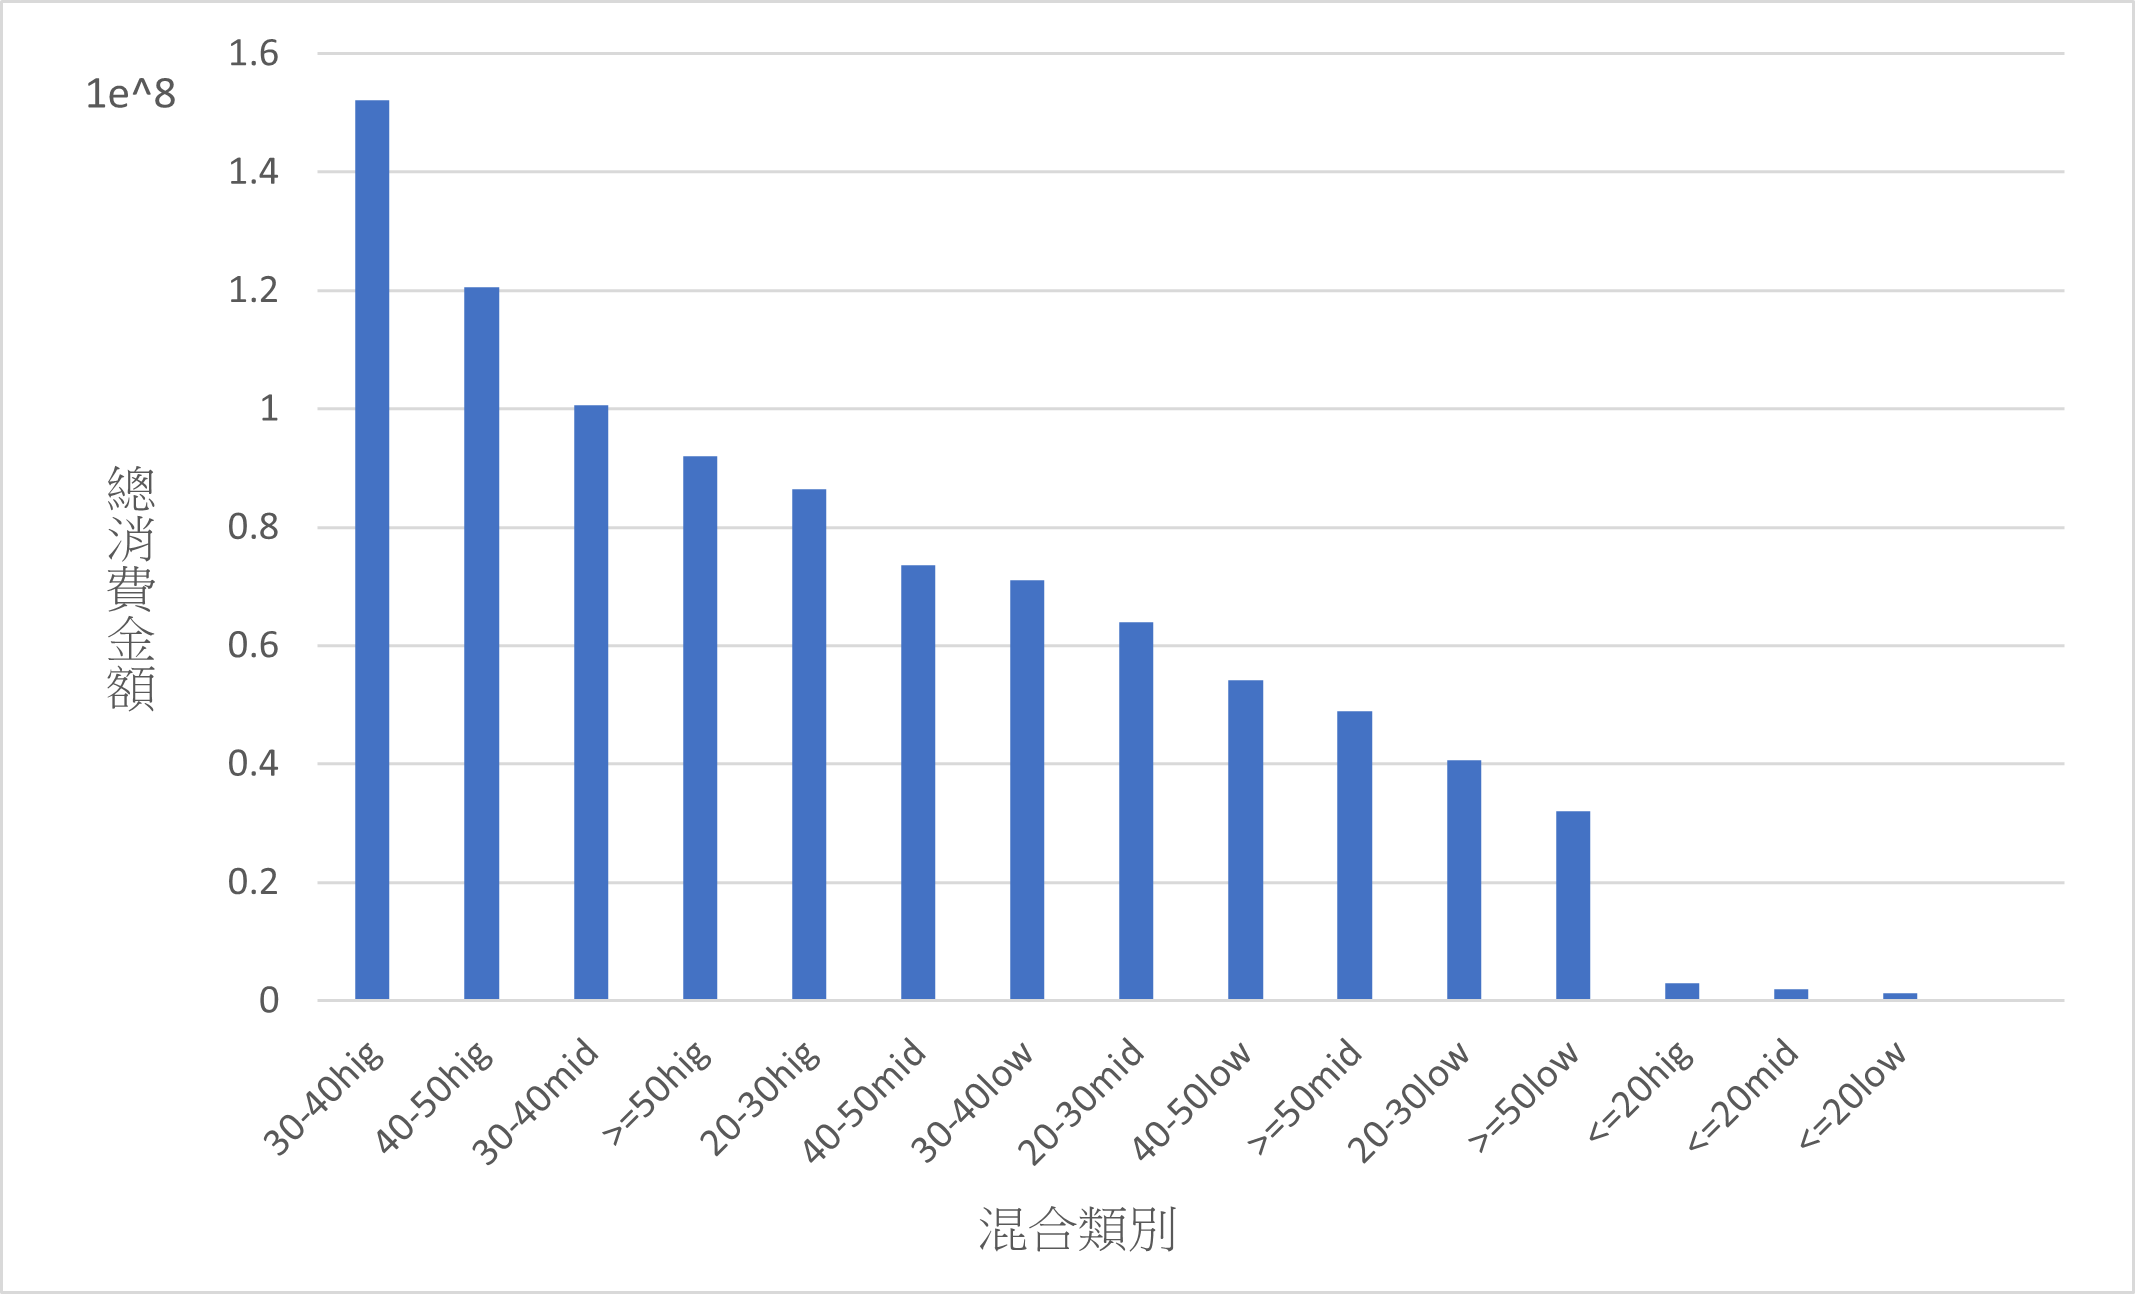 1.6
1e^8
1.4
1.2
1
0.8
0.6
0.4
0.2
0
總消費金額
30-40hig
40-50hig
30-40mid
>=50hig
20-30hig
40-50mid
30-40low
20-30mid
40-50low
>=50mid
20-30low
>=50low
<=20hig
<=20mid
<=20low
混合類別